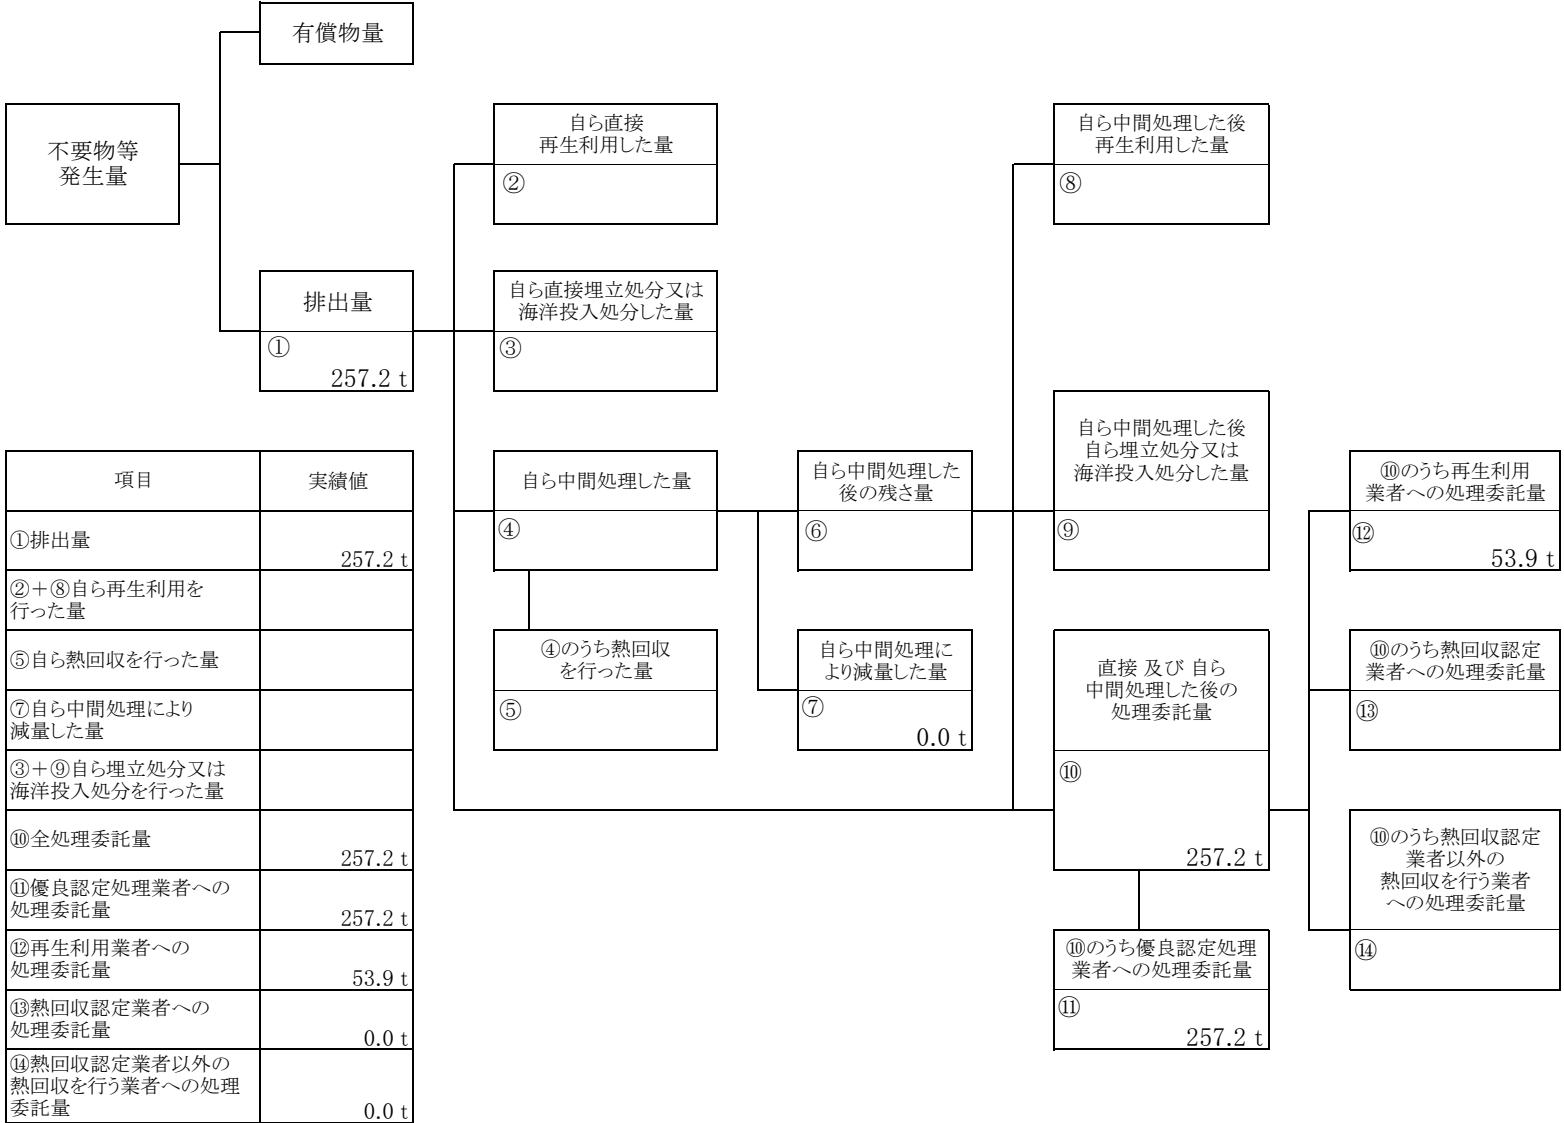 有償物量
不要物等
発生量
自ら直接
再生利用した量
②
自ら中間処理した後
再生利用した量
⑧
排出量
①
257.2 t
自ら直接埋立処分又は
海洋投入処分した量
③
自ら中間処理した量
④
自ら中間処理した
後の残さ量
⑥
自ら中間処理した後
自ら埋立処分又は
海洋投入処分した量
⑨
⑩のうち再生利用
業者への処理委託量
⑫
53.9 t
④のうち熱回収
を行った量
⑤
自ら中間処理に
より減量した量
⑦
0.0 t
直接 及び 自ら
中間処理した後の
処理委託量
⑩
257.2 t
⑩のうち熱回収認定
業者への処理委託量
⑬
⑩のうち熱回収認定
業者以外の
熱回収を行う業者
への処理委託量
⑭
⑩のうち優良認定処理
業者への処理委託量
⑪
257.2 t
項目 実績値
①排出量
257.2 t
②＋⑧自ら再生利用を
行った量
⑤自ら熱回収を行った量
⑦自ら中間処理により
減量した量
③＋⑨自ら埋立処分又は
海洋投入処分を行った量
⑩全処理委託量
257.2 t
⑪優良認定処理業者への
処理委託量
257.2 t
⑫再生利用業者への
処理委託量
53.9 t
⑬熱回収認定業者への
処理委託量
0.0 t
⑭熱回収認定業者以外の
熱回収を行う業者への処理
委託量
0.0 t